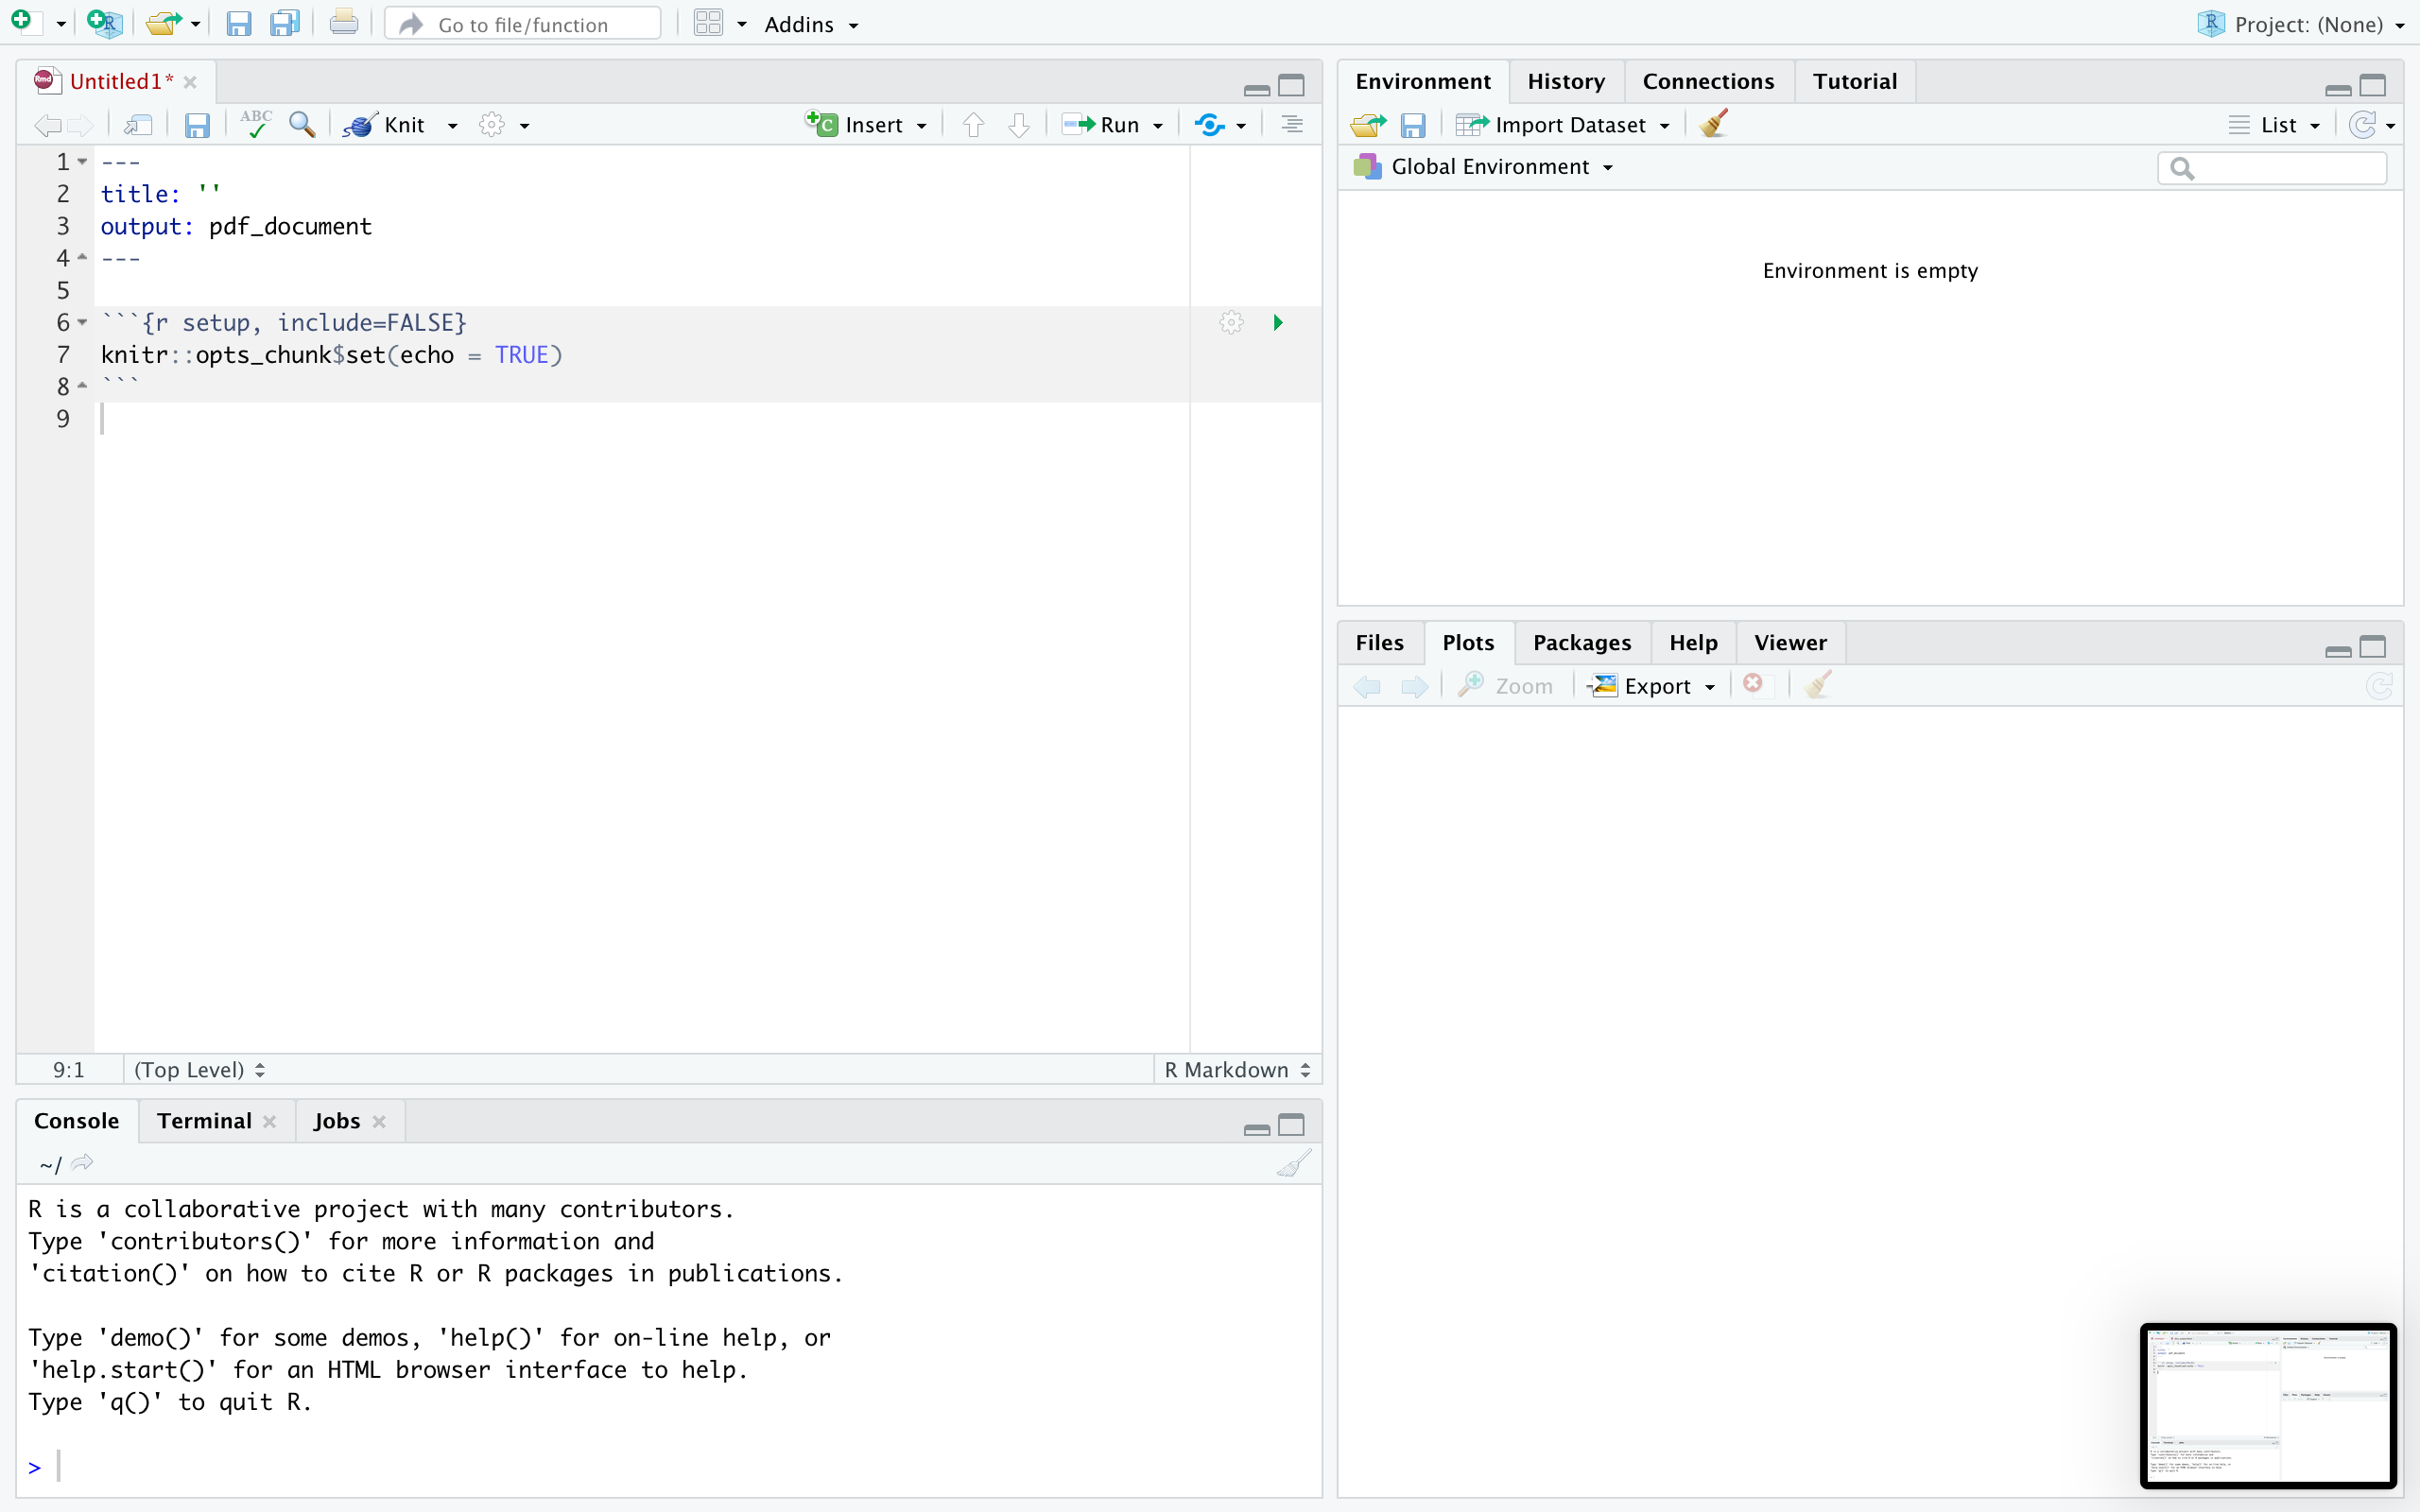 Go to file/function
Addins
Project: (None)
Untitled1*
ABC
Knit
Insert
Run
1 ---
2 title: ''
3 output: pdf_document
4 ---
5
6 ```{r setup, include=FALSE}
7 knitr::opts_chunk$set(echo = TRUE)
8 ```
9
9:1 (Top Level)
R Markdown
Console Terminal Jobs
~/
R is a collaborative project with many contributors.
Type 'contributors()' for more information and
'citation()' on how to cite R or R packages in publications.
Type 'demo()' for some demos, 'help()' for on-line help, or
'help.start()' for an HTML browser interface to help.
Type 'q()' to quit R.
>
Environment History Connections Tutorial
Import Dataset
List
Global Environment
Environment is empty
Files Plots Packages Help Viewer
Zoom
Export